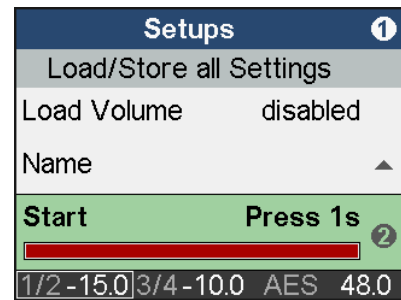 Setups 1
Load/Store all Settings
Load Volume disabled
Name
Start Press 1s 2
1/2 -15.0 3/4 -10.0 AES 48.0